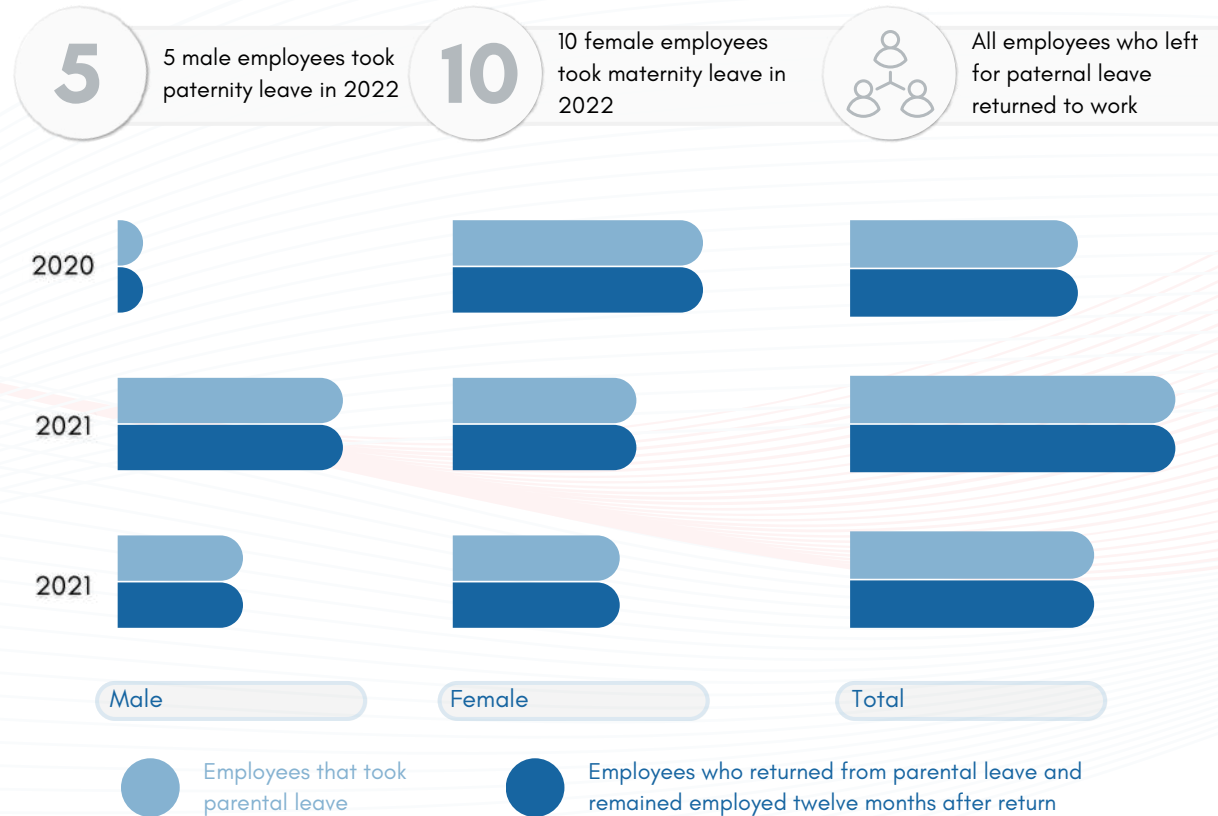 5
5 male employees took
paternity leave in 2022
10
10 female employees
took maternity leave in
2022
All employees who left
for paternal leave
returned to work
2020
2021
2021
Male
Female
Total
Employees that took
parental leave
Employees who returned from parental leave and
remained employed twelve months after return